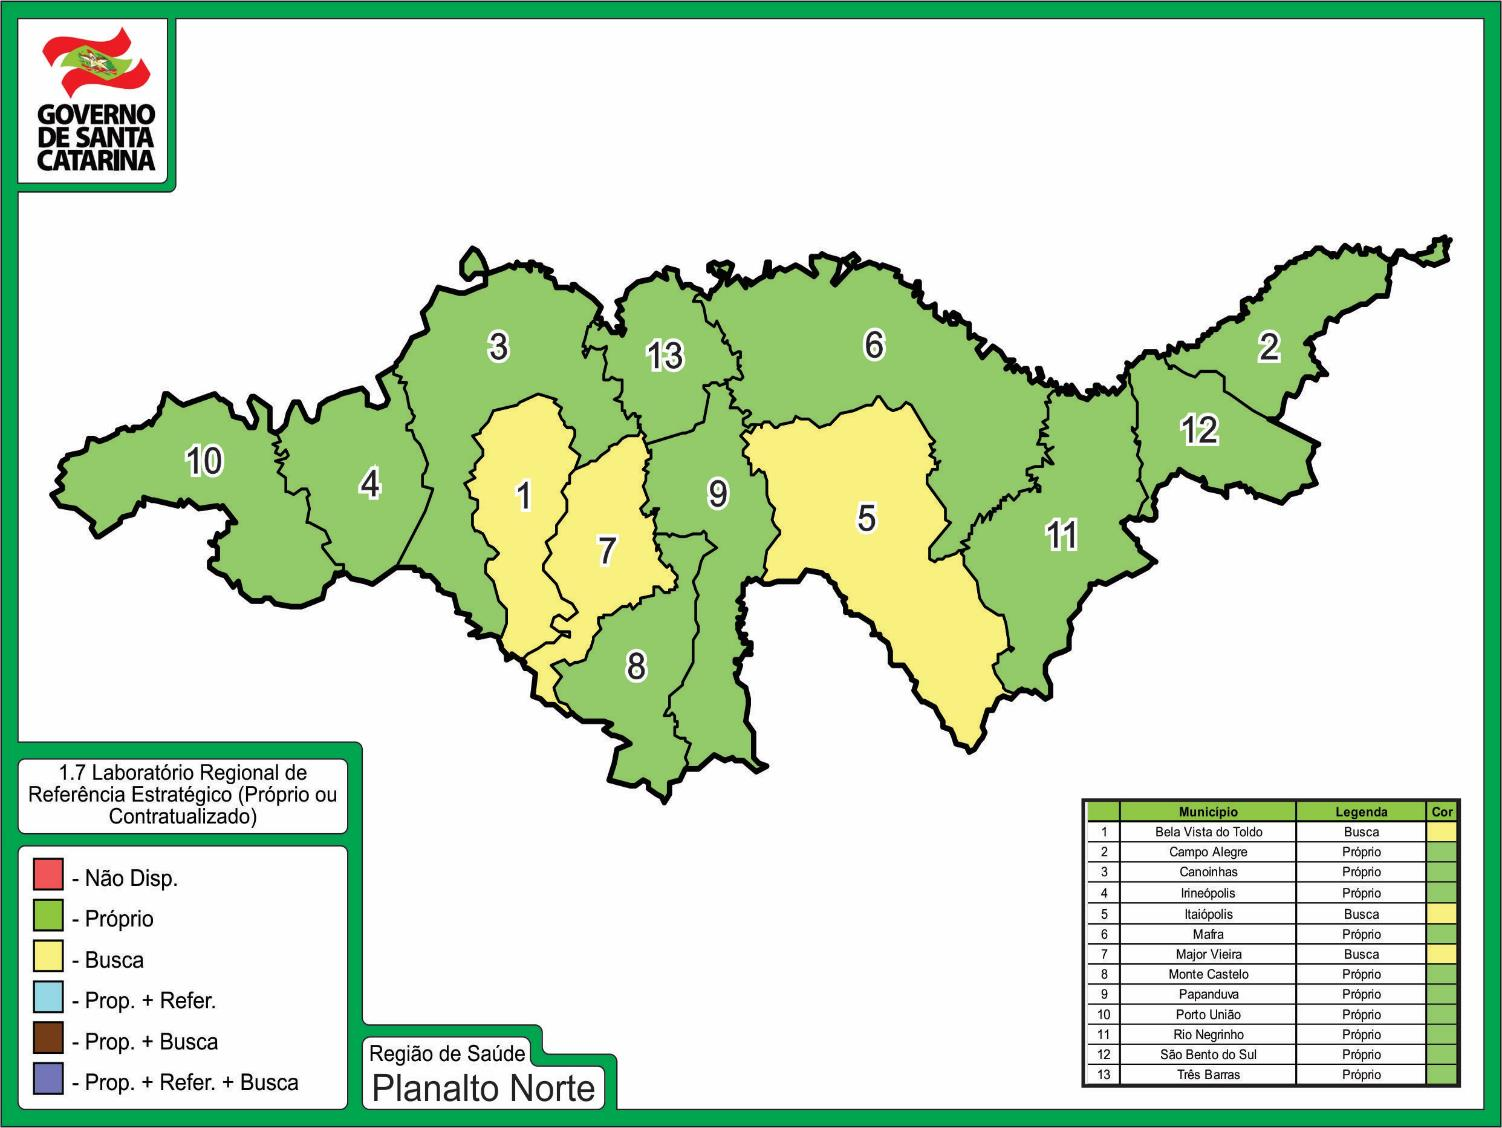 GOVERNO
DE SANTA
CATARINA
3
13
6
2
12
10
4
1
9
5
7
11
8
1.7 Laboratório Regional de
Referência Estratégico (Próprio ou
Contratualizado)
- Não Disp.
- Próprio
- Busca
- Prop. + Refer.
- Prop. + Busca
- Prop. + Refer. + Busca
Região de Saúde
Planalto Norte
Município Legenda Cor
1 Bela Vista do Toldo Busca
2 Campo Alegre Próprio
3 Canoinhas Próprio
4 Irineópolis Próprio
5 Itaiópolis Busca
6 Mafra Próprio
7 Major Vieira Busca
8 Monte Castelo Próprio
9 Papanduva Próprio
10 Porto União Próprio
11 Rio Negrinho Próprio
12 São Bento do Sul Próprio
13 Três Barras Próprio